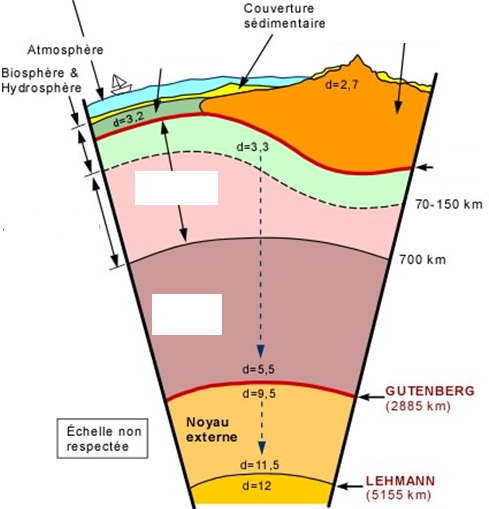 Couverture
sédimentaire
Atmosphère
Biosphère &
Hydrosphère
d=2,7
d=3,2
d=3,3
70-150 km
700 km
d=5,5
d=9,5
GUTENBERG
(2885 km)
Noyau
externe
Échelle non
respectée
d=11,5
d=12
LEHMANN
(5155 km)